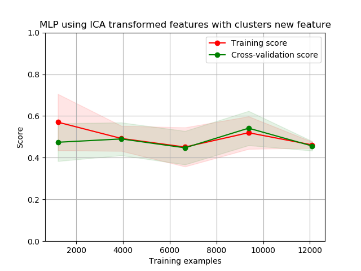 MLP using ICA transformed features with clusters new feature
1.0
Training score
Cross-validation score
0.8
0.6
Score
0.4
0.2
0.0
2000 4000 6000 8000 10000 12000
Training examples